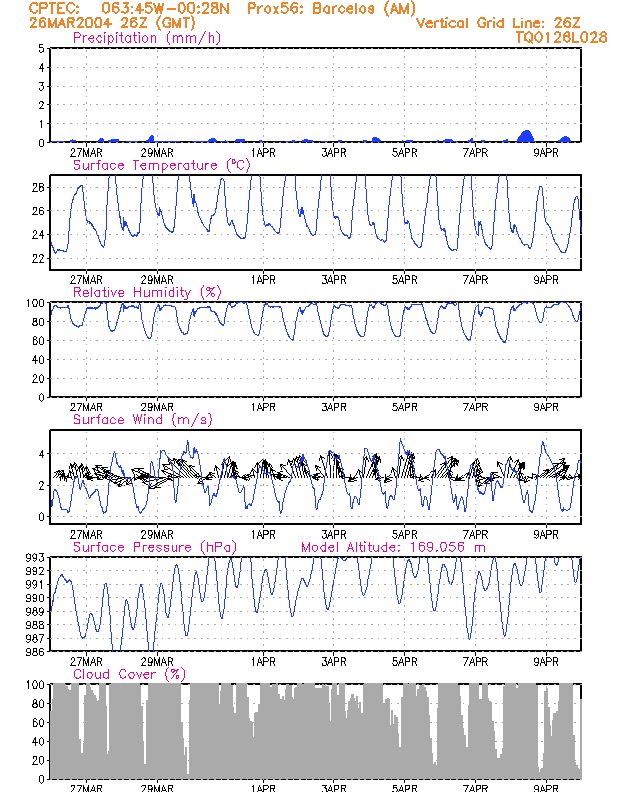 CPTEC: 063:45W-00:28N Prox56: Barcelos (AM)
26MAR2004 26Z (GMT) Vertical Grid Line: 26Z
Precipitation (mm/h) TQ0126L028
5
4
3
2
1
0
27MAR 29MAR 1APR 3APR 5APR 7APR 9APR
Surface Temperature (ºC)
28
26
24
22
27MAR 29MAR 1APR 3APR 5APR 7APR 9APR
Relative Humidity (%)
100
80
60
40
20
0
27MAR 29MAR 1APR 3APR 5APR 7APR 9APR
Surface Wind (m/s)
4
2
0
27MAR 29MAR 1APR 3APR 5APR 7APR 9APR
Surface Pressure (hPa) Model Altitude: 169.056 m
993
992
991
990
989
988
987
986
27MAR 29MAR 1APR 3APR 5APR 7APR 9APR
Cloud Cover (%)
100
80
60
40
20
0
27MAR 29MAR 1APR 3APR 5APR 7APR 9APR